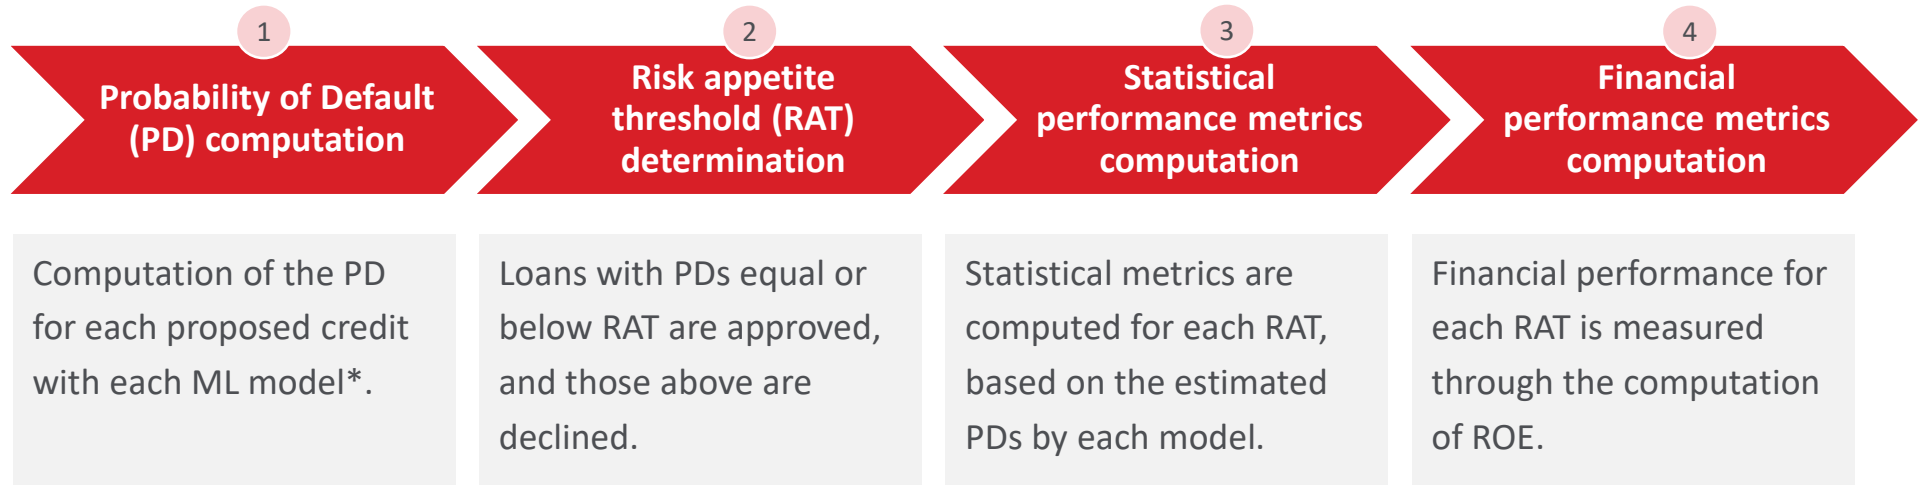 1
Probability of Default
(PD) computation
2
Risk appetite
threshold (RAT)
determination
3
Statistical
performance metrics
computation
4
Financial
performance metrics
computation
Computation of the PD
for each proposed credit
with each ML model*.
Loans with PDs equal or
below RAT are approved,
and those above are
declined.
Statistical metrics are
computed for each RAT,
based on the estimated
PDs by each model.
Financial performance for
each RAT is measured
through the computation
of ROE.